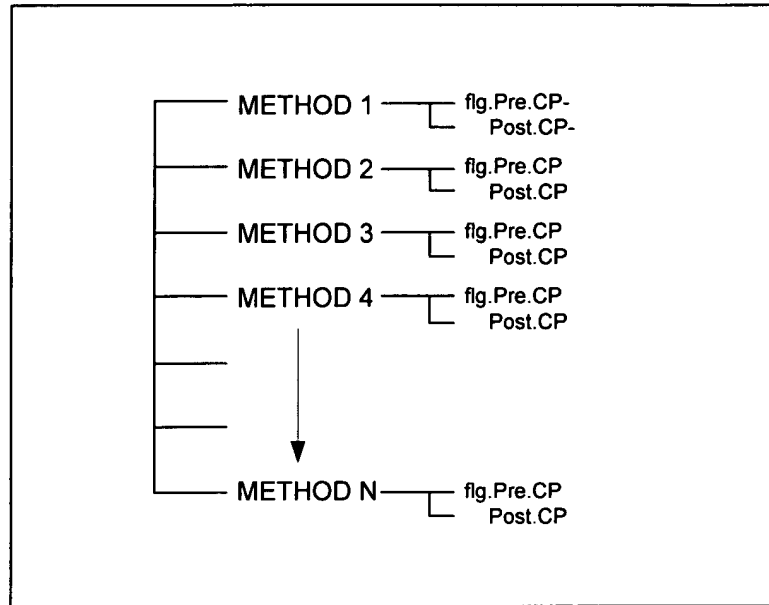 METHOD 1 flg.Pre.CP-
Post.CP-
METHOD 2 flg.Pre.CP
Post.CP
METHOD 3 flg.Pre.CP
Post.CP
METHOD 4 flg.Pre.CP
Post.CP
METHOD N flg.Pre.CP
Post.CP